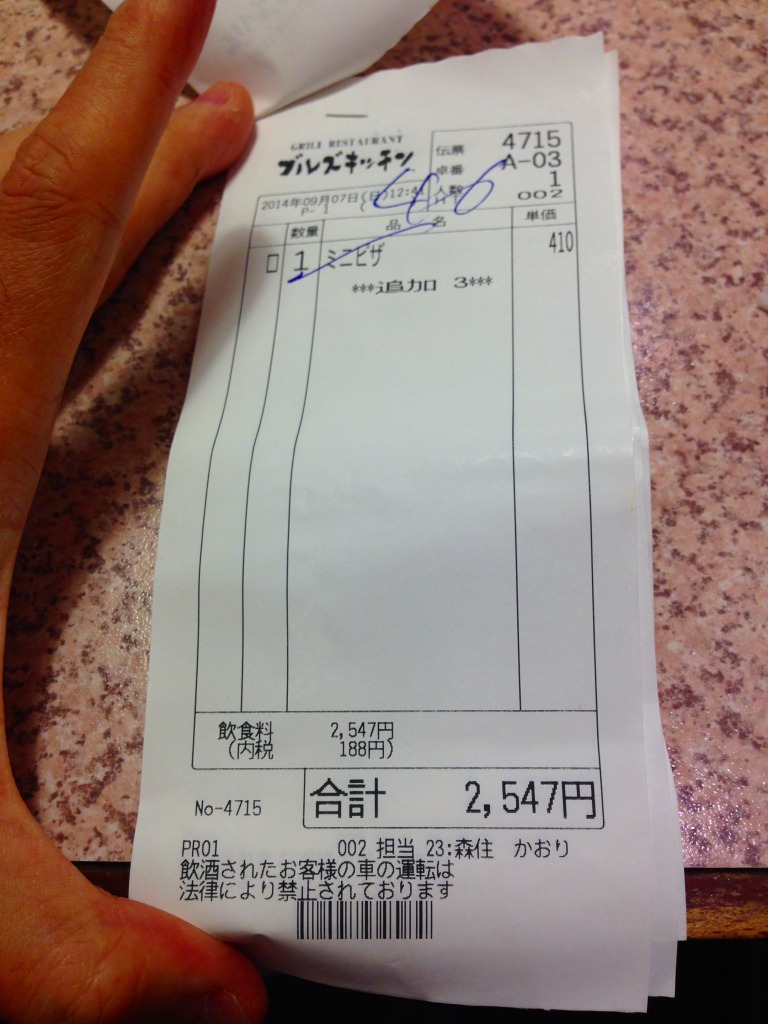 GRILL RESTAURANT
ブルズキッチン
伝票 4715
卓番 A-03
人数 1
2014年09月07日(日)12:41
002
P- 1
46
数量 品 名 単価
□ 1 ミニピザ 410
***追加 3***
飲食料 2,547円
(内税 188円)
No-4715 合計 2,547円
PR01 002 担当 23:森住 かおり
飲酒されたお客様の車の運転は
法律により禁止されております